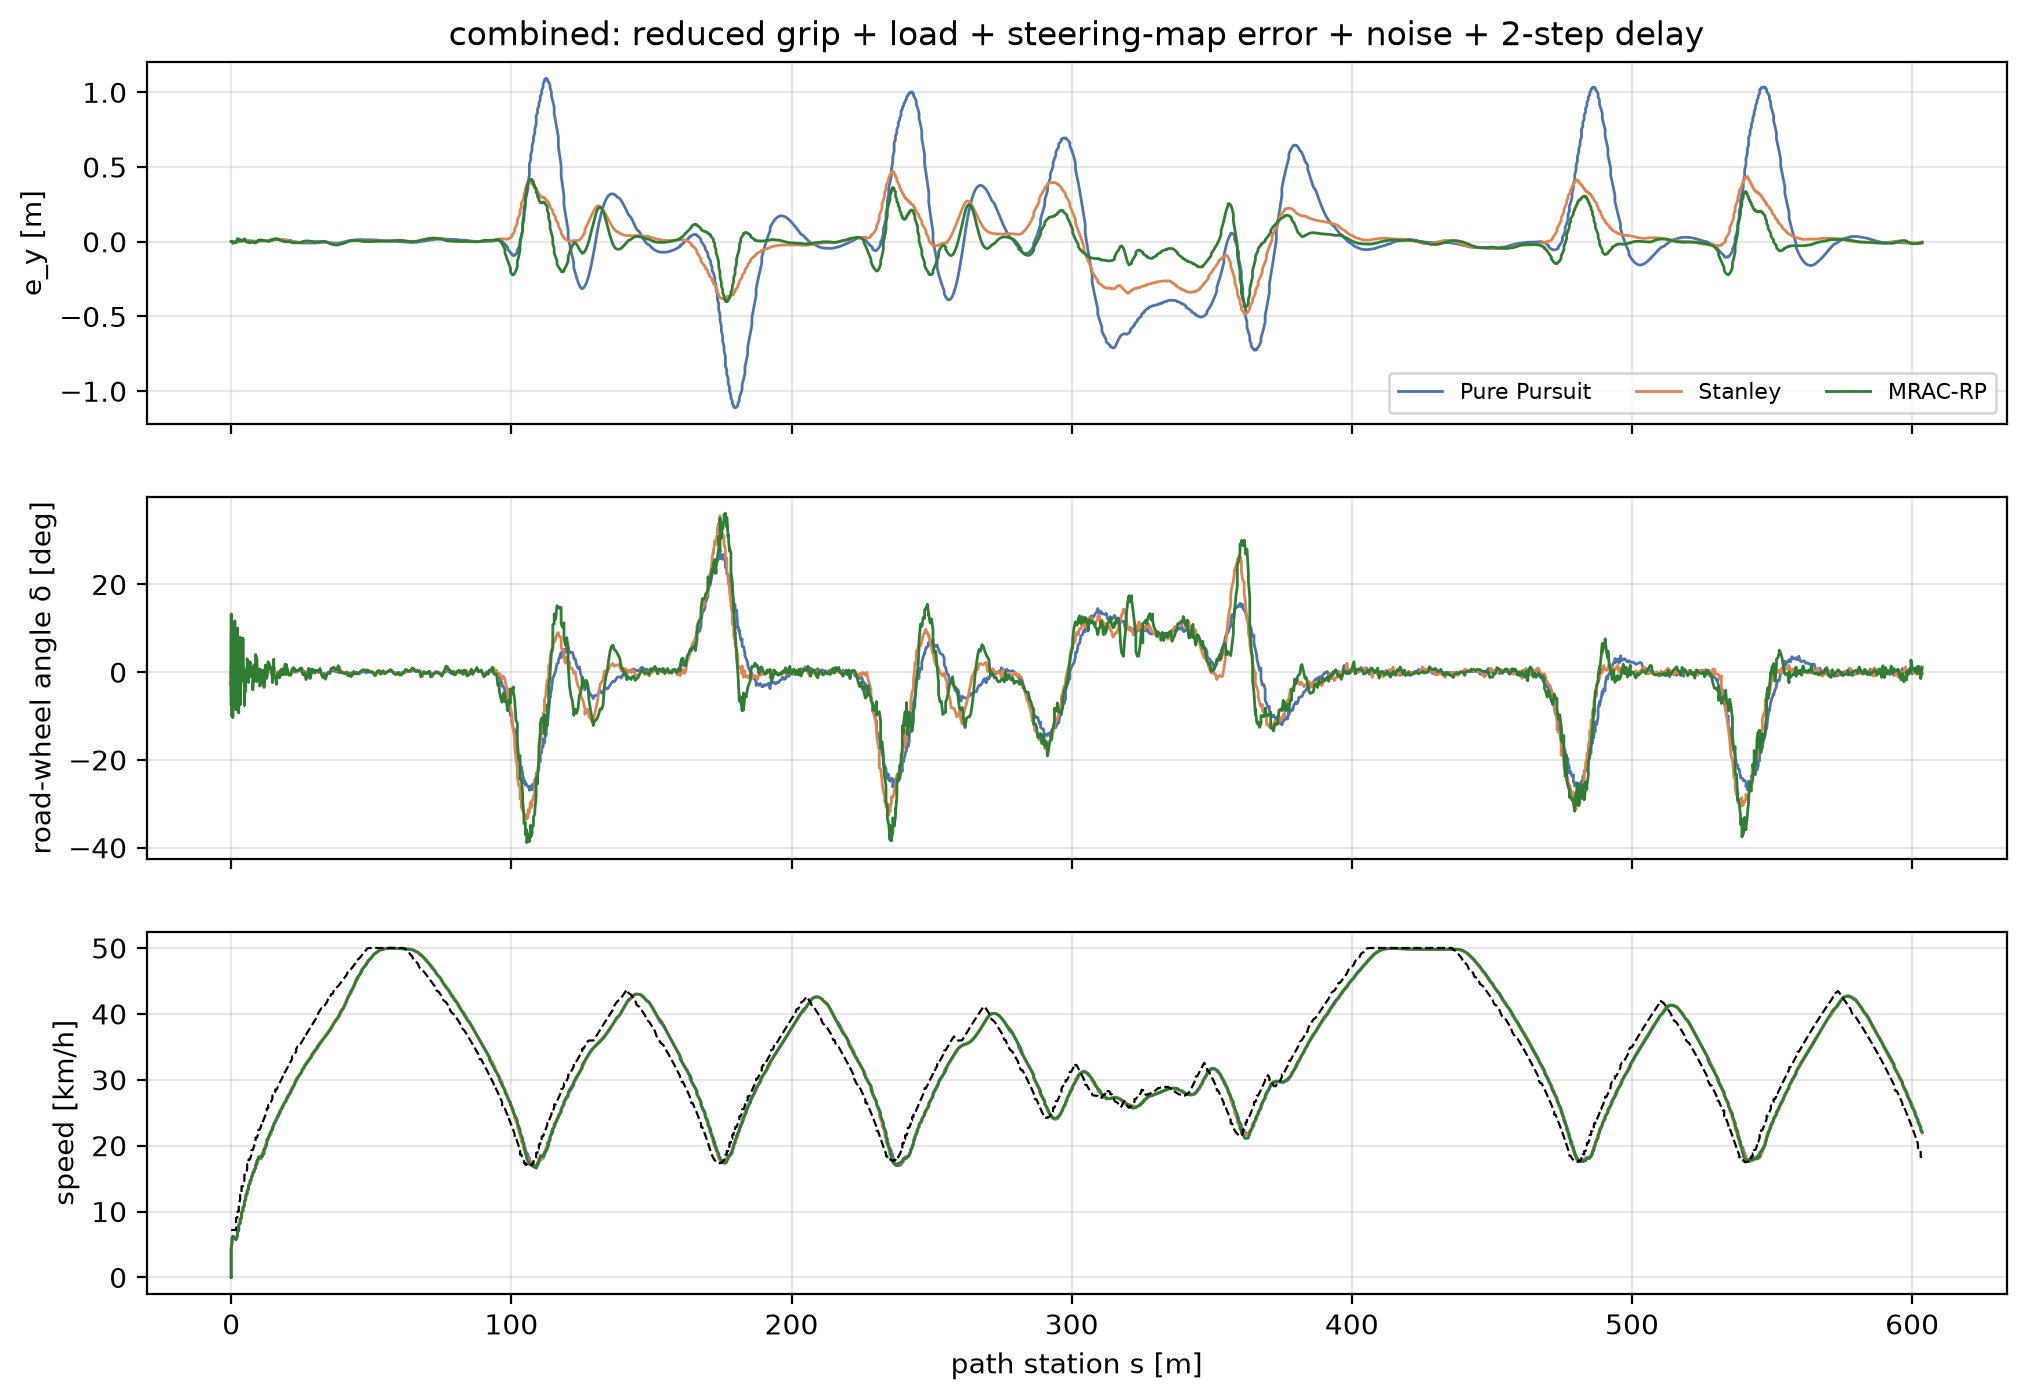 combined: reduced grip + load + steering-map error + noise + 2-step delay
e_y [m]
1.0
0.5
0.0
−0.5
−1.0
Pure Pursuit Stanley MRAC-RP
road-wheel angle δ [deg]
20
0
−20
−40
speed [km/h]
50
40
30
20
10
0
0 100 200 300 400 500 600
path station s [m]